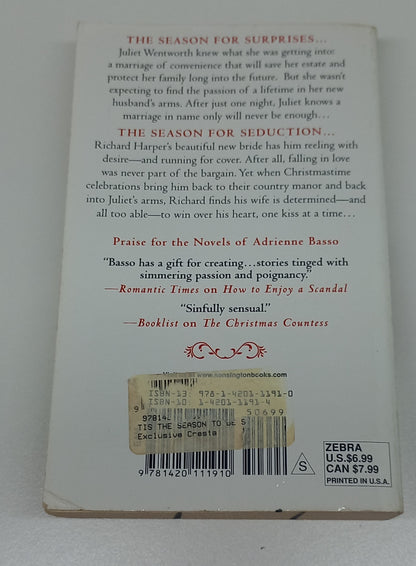 THE SEASON FOR SURPRISES…
Juliet Wentworth knew what she was getting into:
a marriage of convenience that will save her estate and
protect her family long into the future. But she wasn't
expecting to find the passion of a lifetime in her new
husband's arms. After just one night, Juliet knows a
marriage in name only will never be enough…
THE SEASON FOR SEDUCTION…
Richard Harper's beautiful new bride has him reeling with
desire—and running for cover. After all, falling in love
was never part of the bargain. Yet when Christmastime
celebrations bring him back to their country manor and back
into Juliet's arms, Richard finds his wife is determined—and
all too able—to win over his heart, one kiss at a time…
Praise for the Novels of Adrienne Basso
"Basso has a gift for creating…stories tinged with
simmering passion and poignancy."
—Romantic Times on How to Enjoy a Scandal
"Sinfully sensual."
—Booklist on The Christmas Countess
www.kensingtonbooks.com
ISBN-13 978-1-4201-1191-0
ISBN-10 1-4201-1191-4
50699
TIS THE SEASON TO BE S
Exclusive Cresta
9 781420 111910
S
ZEBRA
U.S.$6.99
CAN $7.99
PRINTED IN U.S.A.